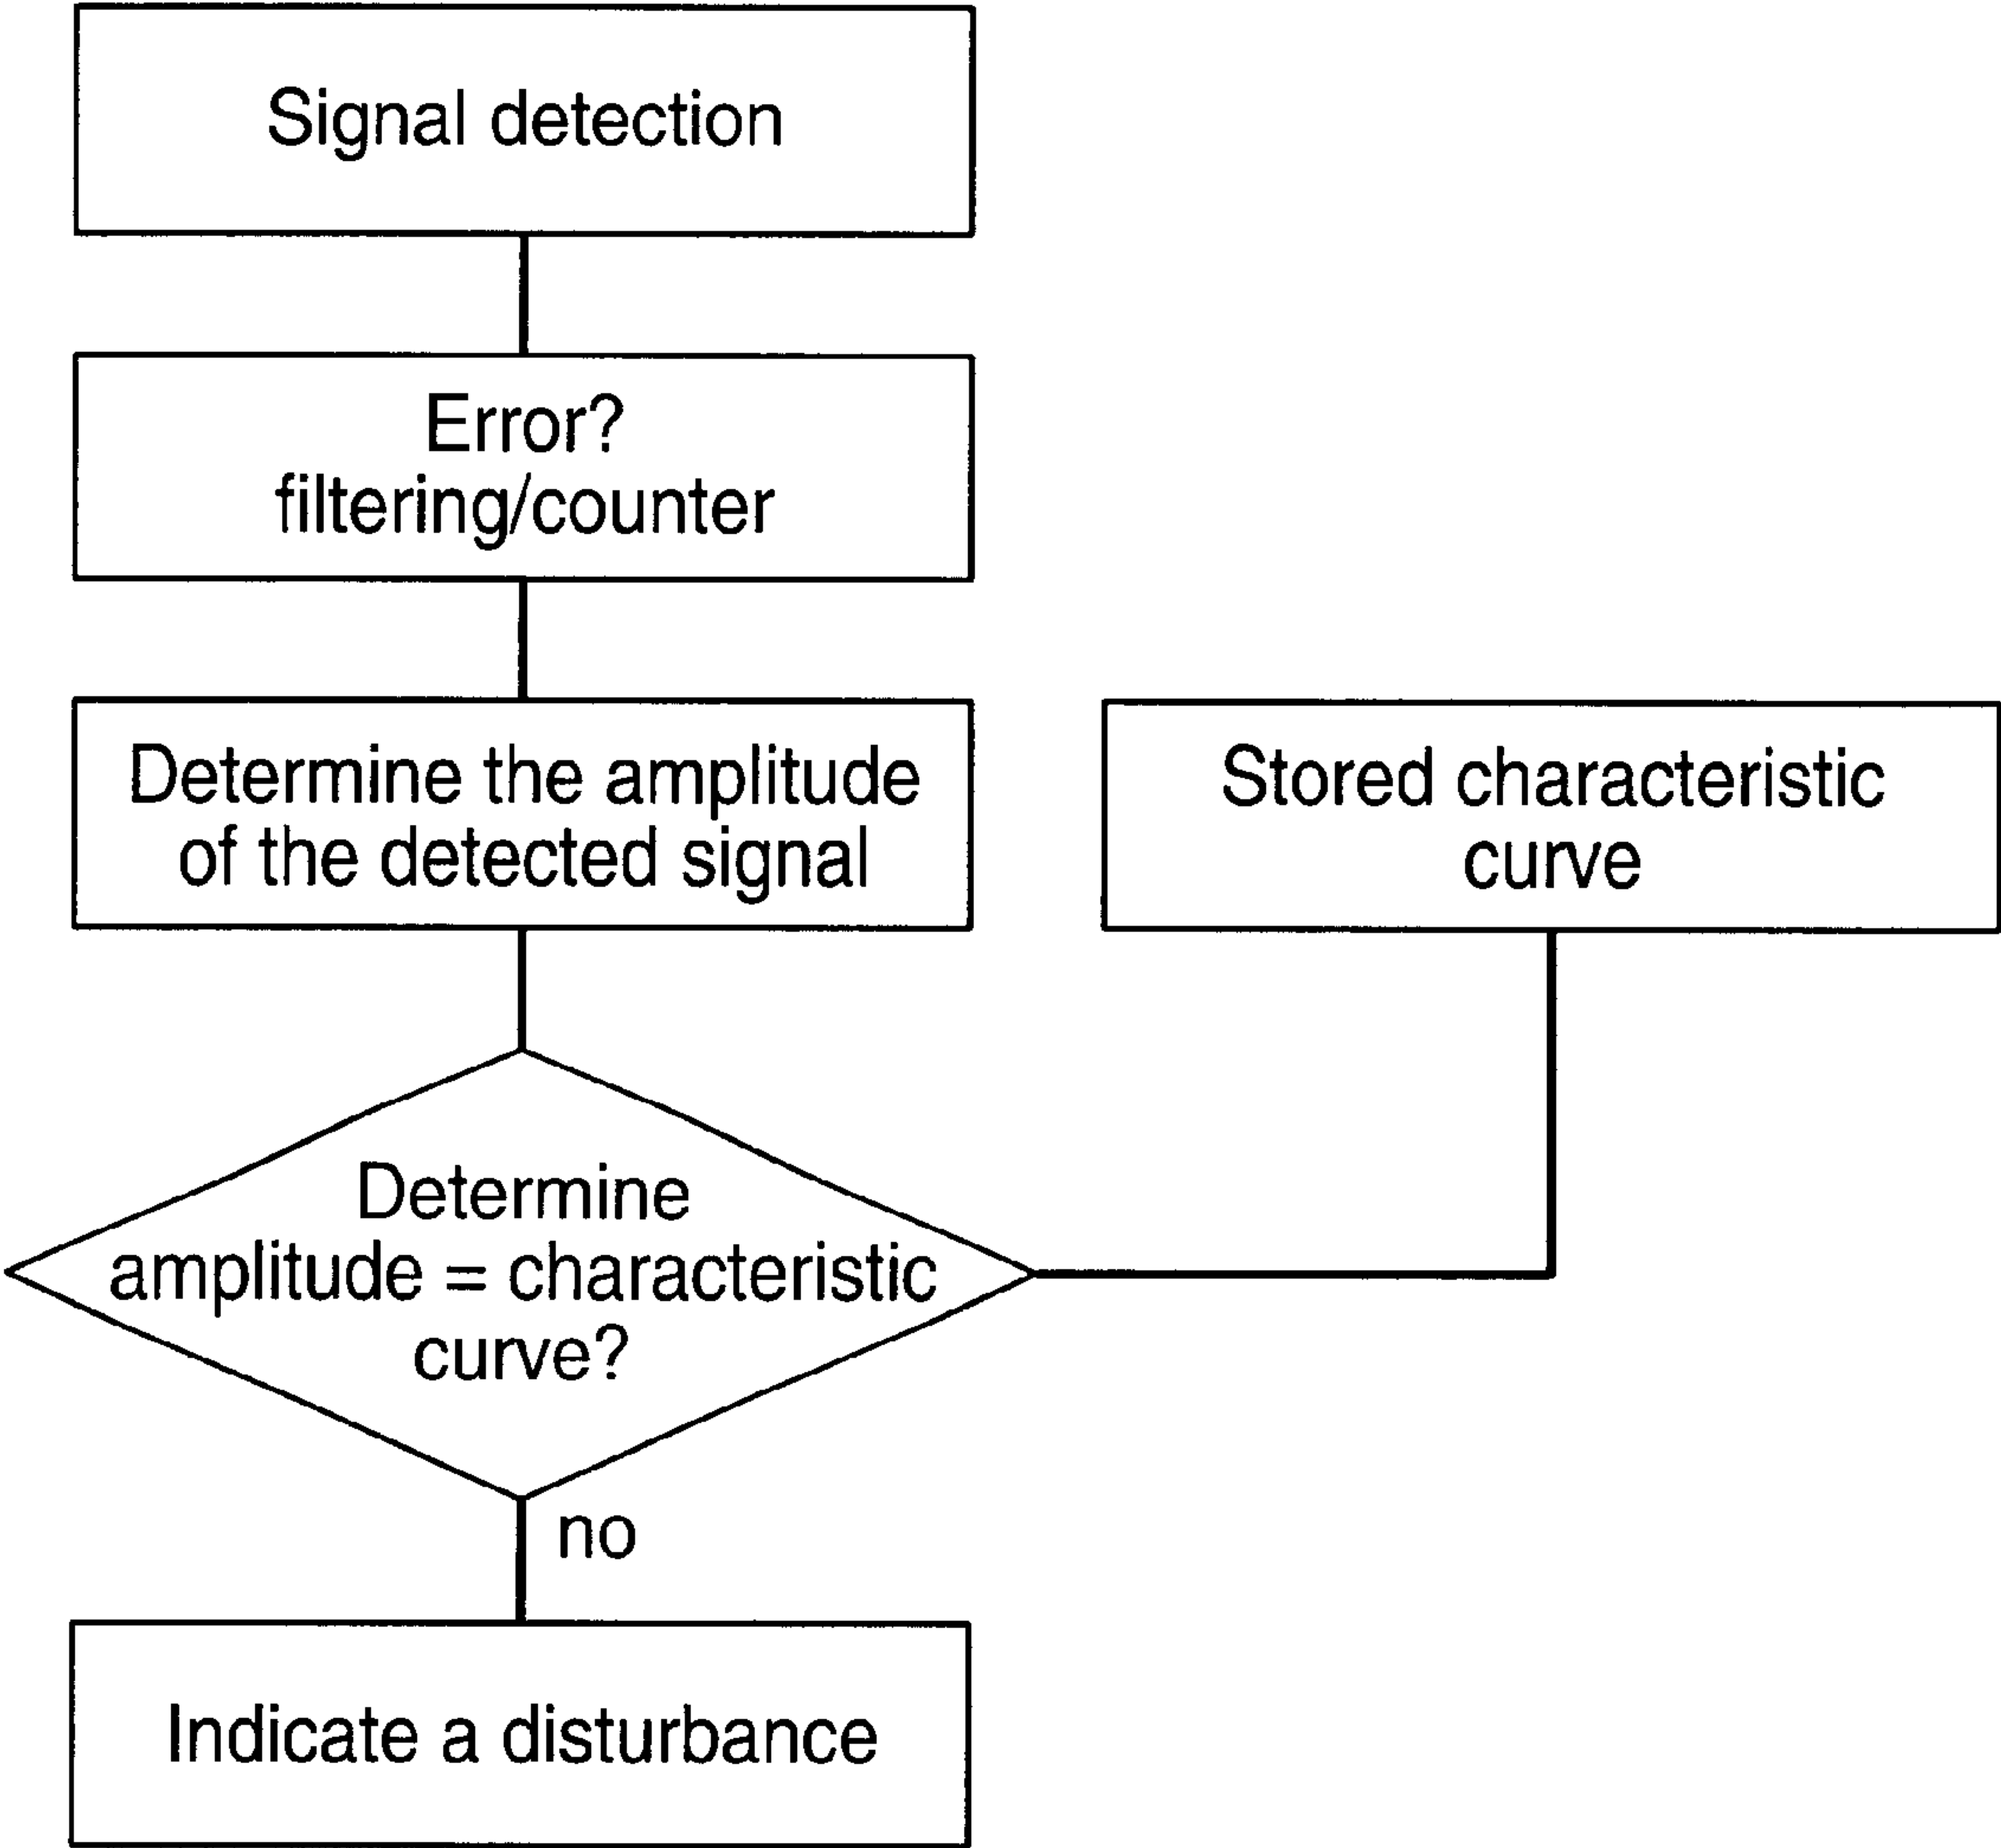 Signal detection
Error?
filtering/counter
Determine the amplitude
of the detected signal
Stored characteristic
curve
Determine
amplitude = characteristic
curve?
no
Indicate a disturbance